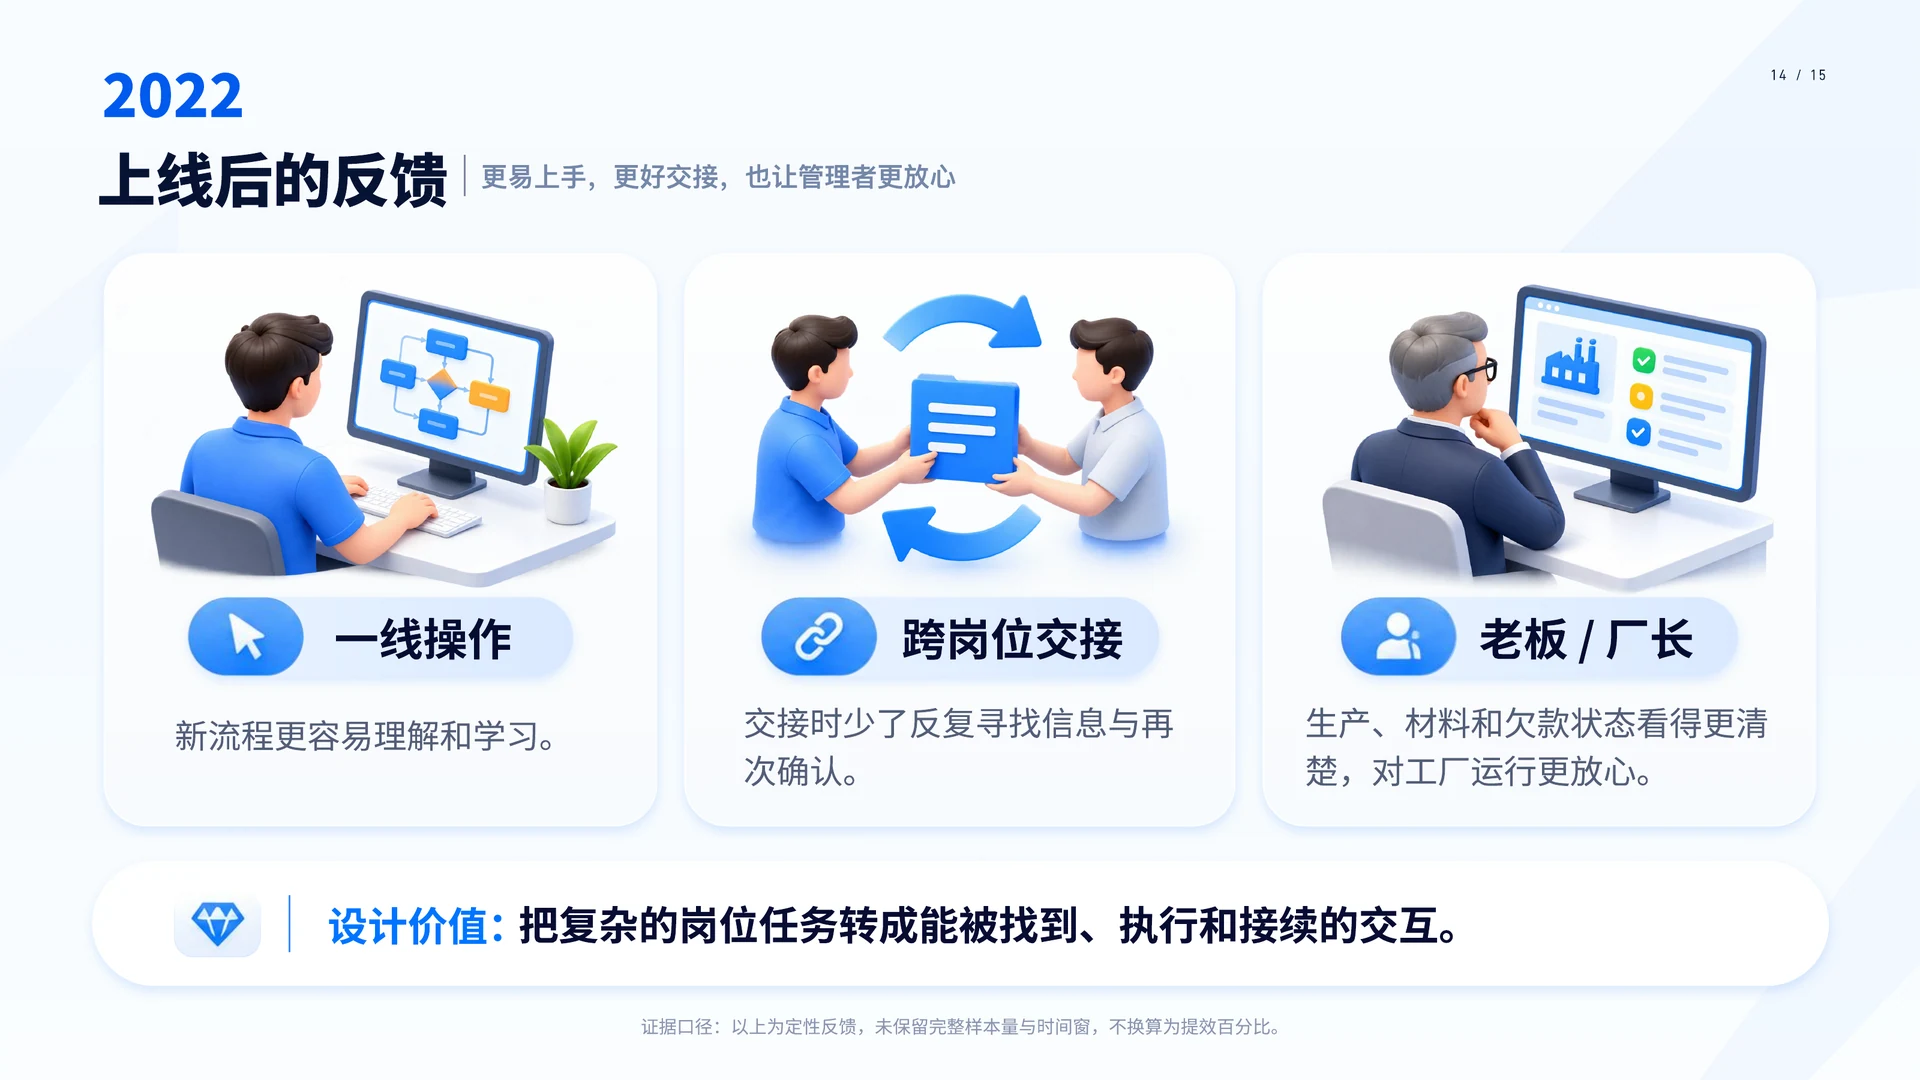 2022
14 / 15
上线后的反馈
更易上手，更好交接，也让管理者更放心
一线操作
新流程更容易理解和学习。
跨岗位交接
交接时少了反复寻找信息与再
次确认。
老板 / 厂长
生产、材料和欠款状态看得更清
楚，对工厂运行更放心。
设计价值：把复杂的岗位任务转成能被找到、执行和接续的交互。
证据口径：以上为定性反馈，未保留完整样本量与时间窗，不换算为提效百分比。